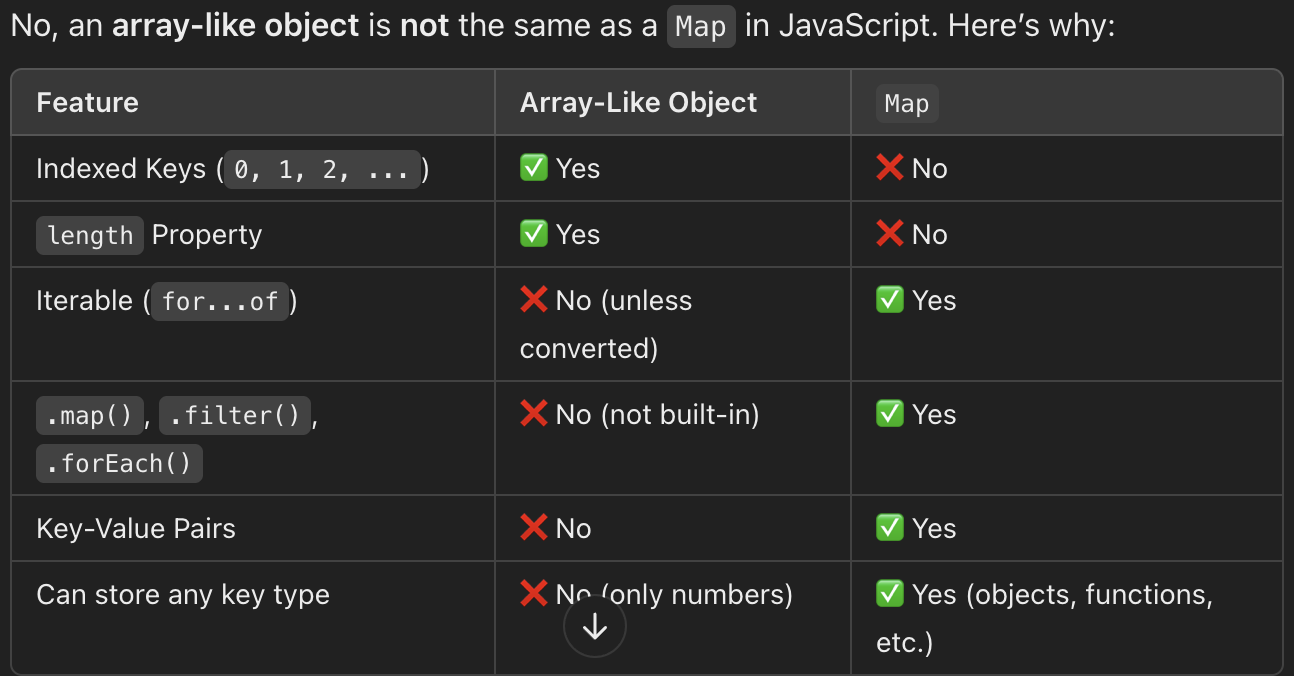 No, an array-like object is not the same as a Map in JavaScript. Here’s why:
Feature Array-Like Object Map
Indexed Keys (0, 1, 2, ...) ✅ Yes ❌ No
length Property ✅ Yes ❌ No
Iterable (for...of) ❌ No (unless ✅ Yes
converted)
.map(), .filter(), ❌ No (not built-in) ✅ Yes
.forEach()
Key-Value Pairs ❌ No ✅ Yes
Can store any key type ❌ No (only numbers) ✅ Yes (objects, functions,
etc.)